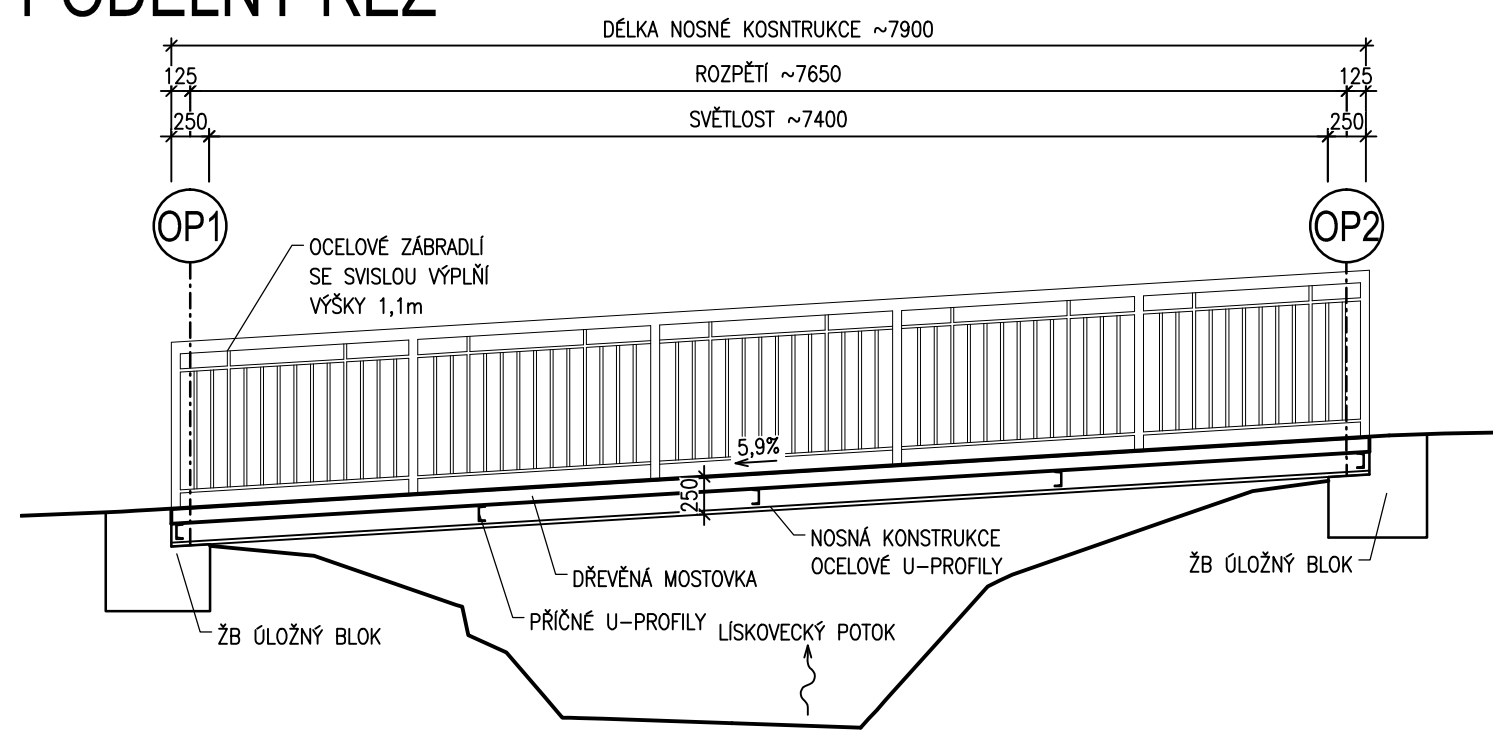 PODÉLNÝ ŘEZ
DÉLKA NOSNÉ KOSNTRUKCE ~7900
125
ROZPĚTÍ ~7650
125
250
SVĚTLOST ~7400
250
OP1
OP2
OCELOVÉ ZÁBRADLÍ
SE SVISLOU VÝPLŇÍ
VÝŠKY 1,1m
5,9%
250
NOSNÁ KONSTRUKCE
OCELOVÉ U-PROFILY
ŽB ÚLOŽNÝ BLOK
DŘEVĚNÁ MOSTOVKA
PŘÍČNÉ U-PROFILY
LÍSKOVECKÝ POTOK
ŽB ÚLOŽNÝ BLOK